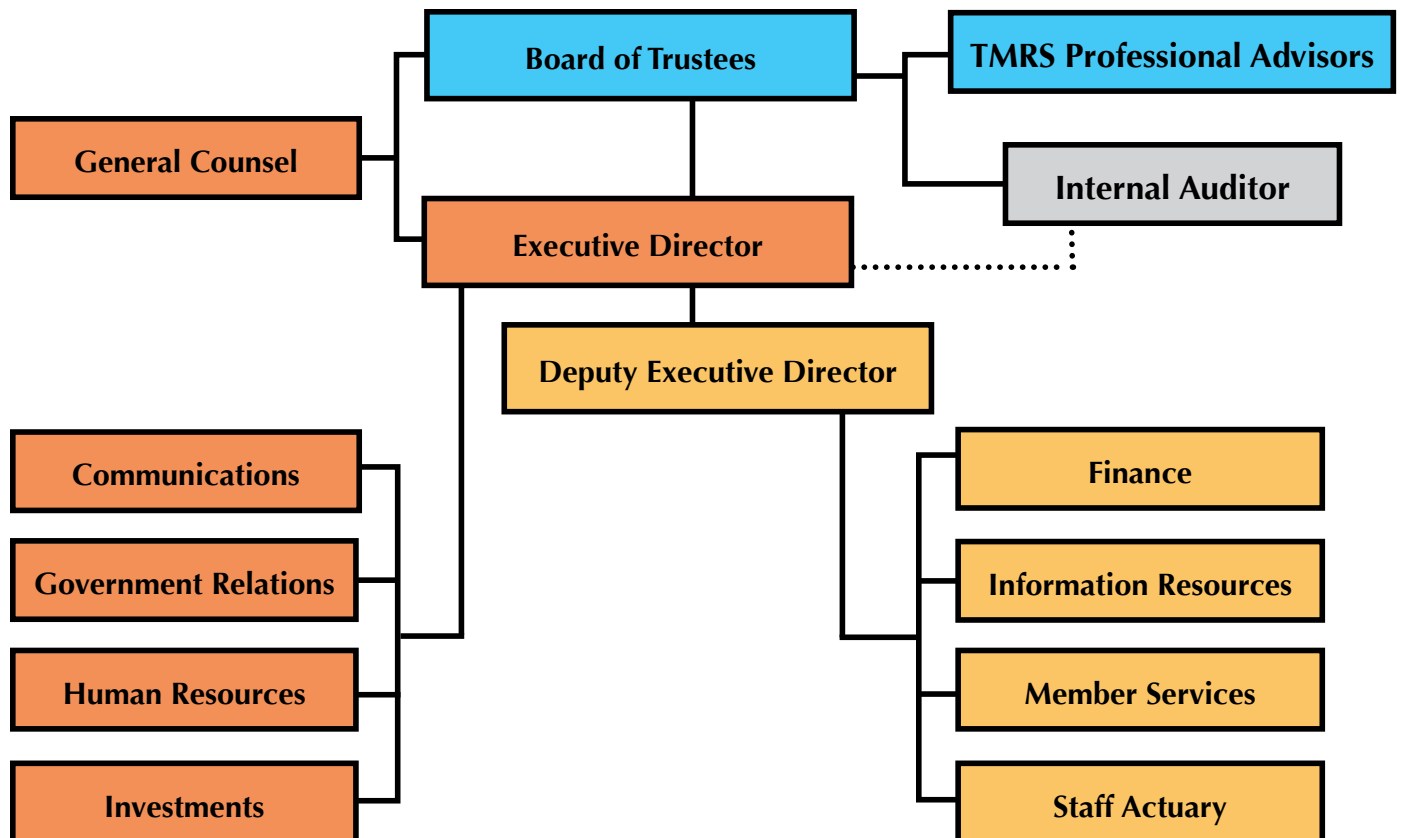 Board of Trustees
TMRS Professional Advisors
General Counsel
Internal Auditor
Executive Director
Deputy Executive Director
Communications
Finance
Government Relations
Information Resources
Human Resources
Member Services
Investments
Staff Actuary